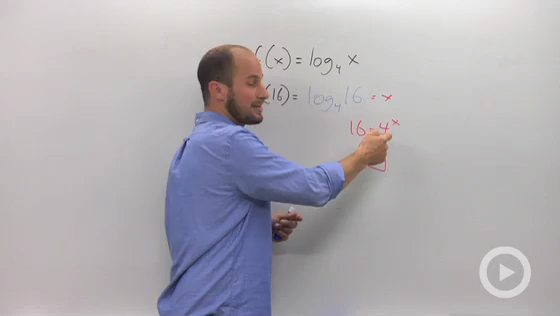 f(x) = log₄ x
(16) = log₄ 16 = x
16 = 4ˣ